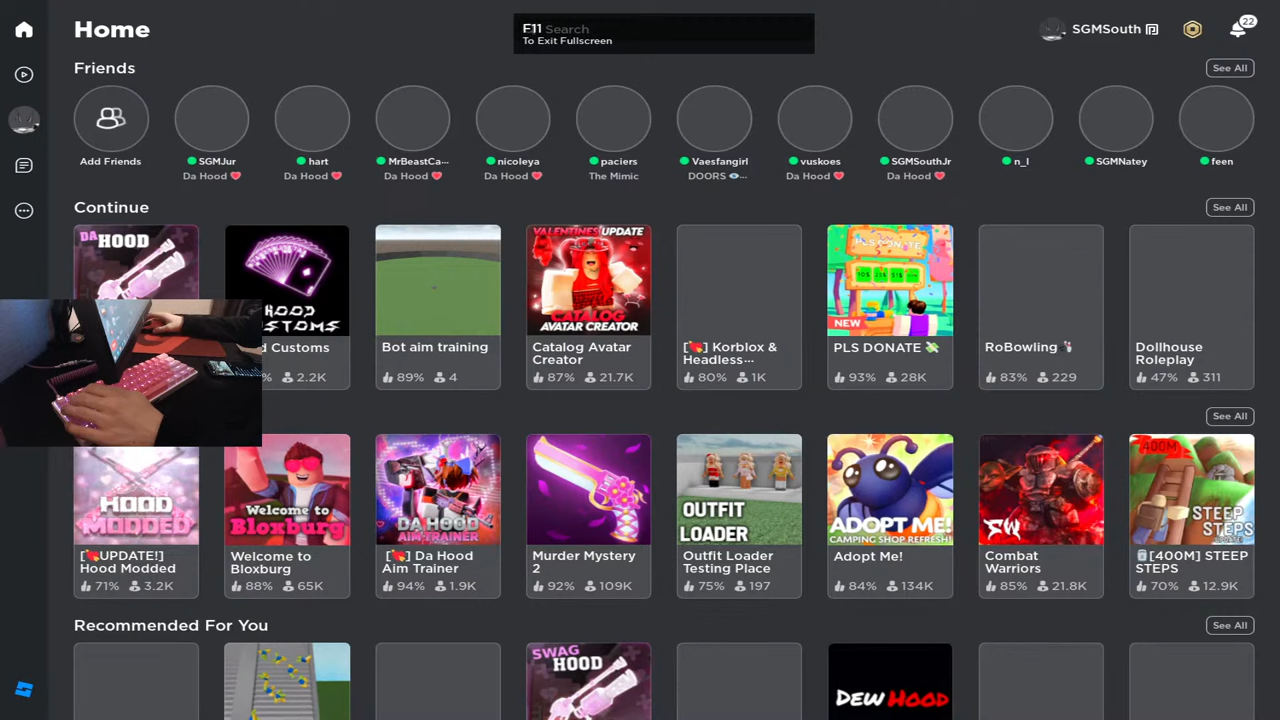 Home
F11 Search
To Exit Fullscreen
SGMSouth
22
Friends
See All
Add Friends
SGMJur
Da Hood ❤️
hart
Da Hood ❤️
MrBeastCa...
Da Hood ❤️
nicoleya
Da Hood ❤️
paciers
The Mimic
Vaesfangirl
DOORS 👁️...
vuskoes
Da Hood ❤️
SGMSouthJr
Da Hood ❤️
n_l
SGMNatey
feen
Continue
See All
DA HOOD
HOOD
CUSTOMS
Customs
2.2K
Bot aim training
89% 4
VALENTINES UPDATE
CATALOG
AVATAR CREATOR
Catalog Avatar
Creator
87% 21.7K
[💘] Korblox &
Headless...
80% 1K
PLS DONATE
NEW
PLS DONATE 💸
93% 28K
RoBowling🎳
83% 229
Dollhouse
Roleplay
47% 311
See All
HOOD
MODDED
[💘UPDATE!]
Hood Modded
71% 3.2K
Welcome to
Bloxburg
Welcome to
Bloxburg
88% 65K
DA HOOD
AIM TRAINER
[💘] Da Hood
Aim Trainer
94% 1.9K
Murder Mystery
2
92% 109K
OUTFIT
LOADER
Outfit Loader
Testing Place
75% 197
ADOPT ME!
CAMPING SHOP REFRESH!
Adopt Me!
84% 134K
CW
Combat
Warriors
85% 21.8K
400M
STEEP
STEPS
[400M] STEEP
STEPS
70% 12.9K
Recommended For You
See All
SWAG
HOOD
DEW HOOD